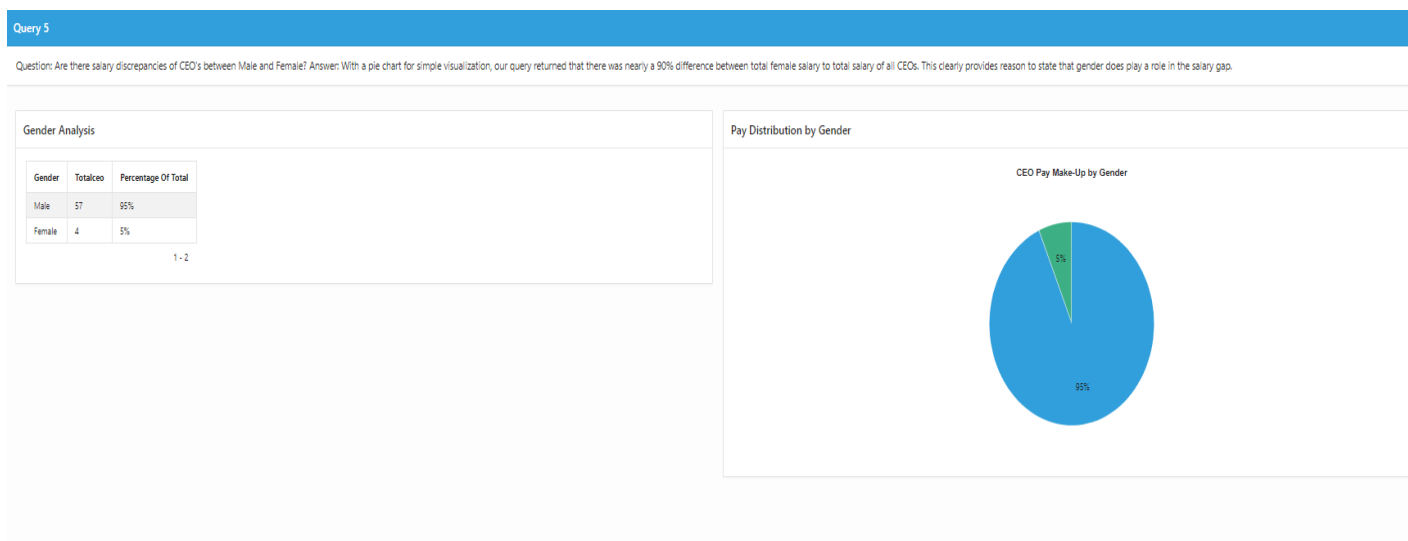 Query 5
Question: Are there salary discrepancies of CEO's between Male and Female? Answer: With a pie chart for simple visualization, our query returned that there was nearly a 90% difference between total female salary to total salary of all CEOs. This clearly provides reason to state that gender does play a role in the salary gap.
Gender Analysis
Gender Totalceo Percentage Of Total
Male 57 95%
Female 4 5%
1 - 2
Pay Distribution by Gender
CEO Pay Make-Up by Gender
5%
95%